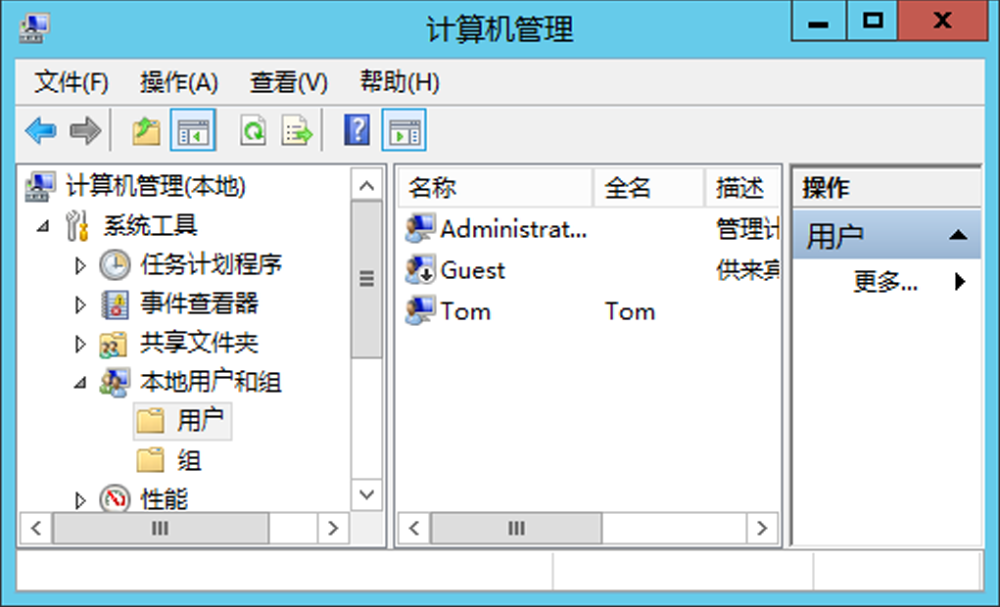 计算机管理
文件(F) 操作(A) 查看(V) 帮助(H)
计算机管理(本地)
系统工具
任务计划程序
事件查看器
共享文件夹
本地用户和组
用户
组
性能
名称 全名 描述
Administrat... 管理计
Guest 供来宾
Tom Tom
操作
用户
更多...